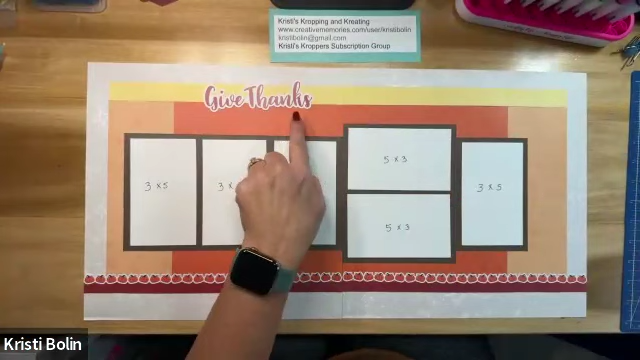 Kristi's Kropping and Kreating
www.creativememories.com/user/kristibolin
kristibolin@gmail.com
Kristi's Kroppers Subscription Group
Give Thanks
3 x 5
3 x
5 x 3
5 x 3
3 x 5
Kristi Bolin